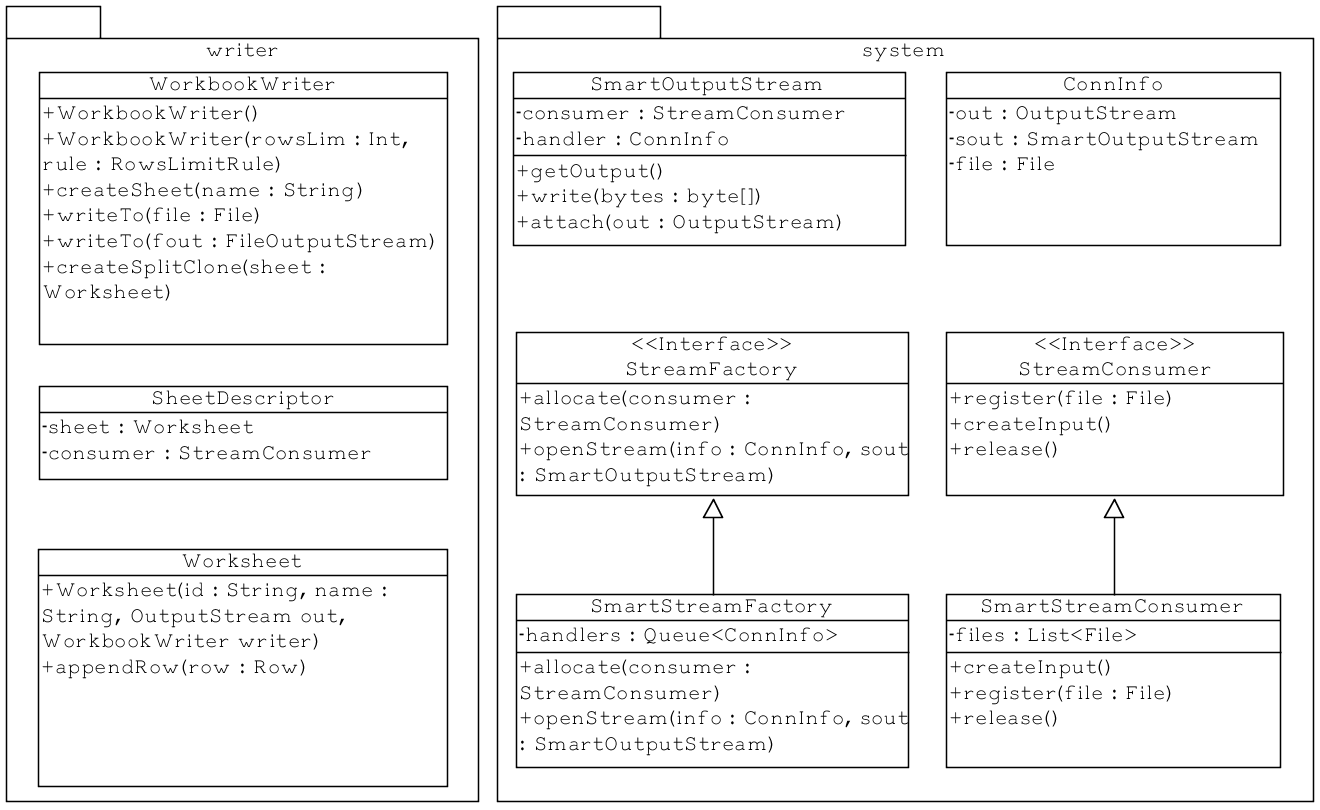 writer
WorkbookWriter
+WorkbookWriter()
+WorkbookWriter(rowsLim : Int,
rule : RowsLimitRule)
+createSheet(name : String)
+writeTo(file : File)
+writeTo(fout : FileOutputStream)
+createSplitClone(sheet :
Worksheet)
SheetDescriptor
-sheet : Worksheet
-consumer : StreamConsumer
Worksheet
+Worksheet(id : String, name :
String, OutputStream out,
WorkbookWriter writer)
+appendRow(row : Row)
system
SmartOutputStream
-consumer : StreamConsumer
-handler : ConnInfo
+getOutput()
+write(bytes : byte[])
+attach(out : OutputStream)
ConnInfo
-out : OutputStream
-sout : SmartOutputStream
-file : File
<<Interface>>
StreamFactory
+allocate(consumer :
StreamConsumer)
+openStream(info : ConnInfo, sout
: SmartOutputStream)
<<Interface>>
StreamConsumer
+register(file : File)
+createInput()
+release()
SmartStreamFactory
-handlers : Queue<ConnInfo>
+allocate(consumer :
StreamConsumer)
+openStream(info : ConnInfo, sout
: SmartOutputStream)
SmartStreamConsumer
-files : List<File>
+createInput()
+register(file : File)
+release()